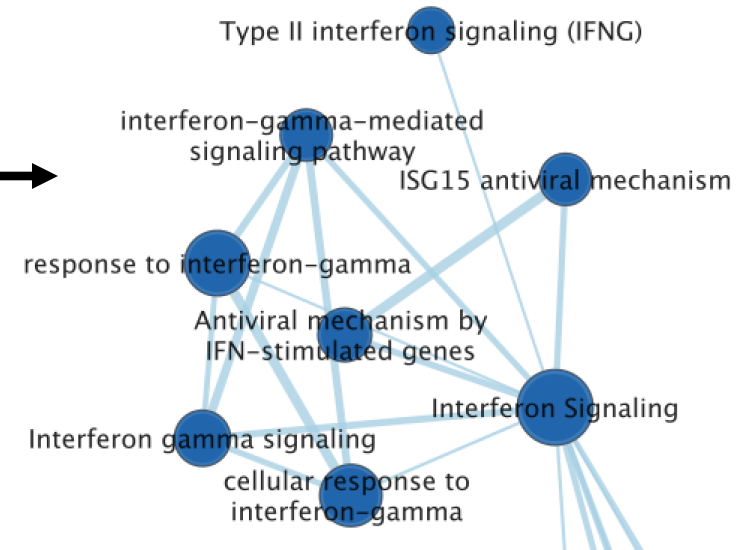 Type II interferon signaling (IFNG)
interferon-gamma-mediated
signaling pathway
ISG15 antiviral mechanism
response to interferon-gamma
Antiviral mechanism by
IFN-stimulated genes
Interferon Signaling
Interferon gamma signaling
cellular response to
interferon-gamma